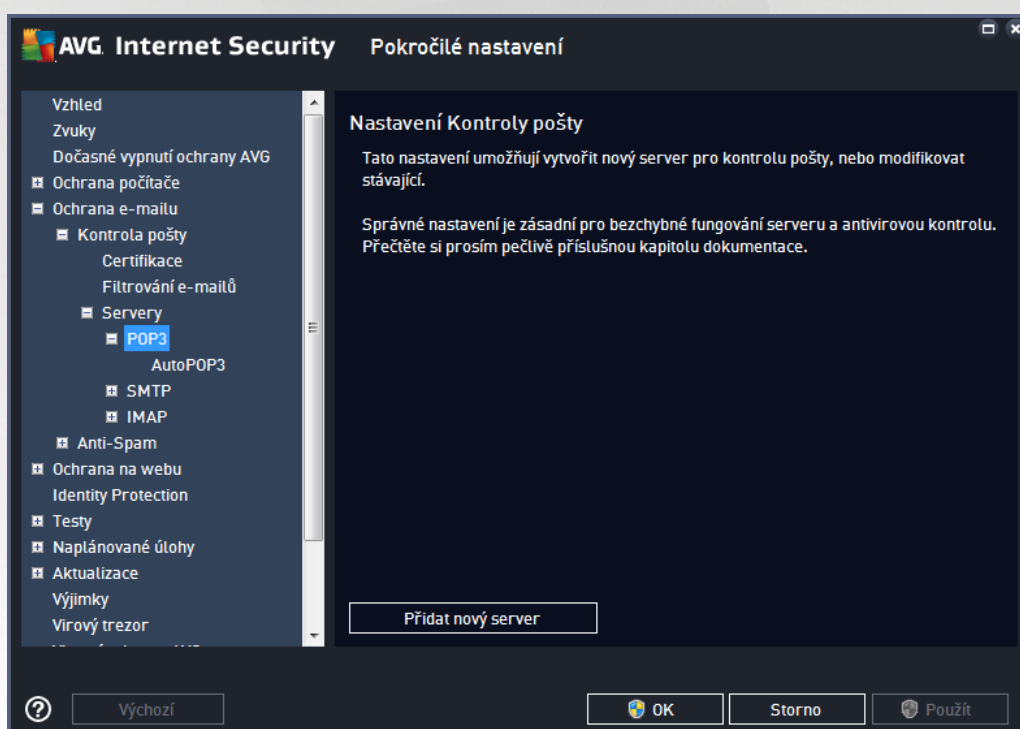 AVG. Internet Security Pokročilé nastavení
Vzhled
Zvuky
Dočasné vypnutí ochrany AVG
Ochrana počítače
Ochrana e-mailu
Kontrola pošty
Certifikace
Filtrování e-mailů
Servery
POP3
AutoPOP3
SMTP
IMAP
Anti-Spam
Ochrana na webu
Identity Protection
Testy
Naplánované úlohy
Aktualizace
Výjimky
Virový trezor
Nastavení Kontroly pošty
Tato nastavení umožňují vytvořit nový server pro kontrolu pošty, nebo modifikovat
stávající.
Správné nastavení je zásadní pro bezchybné fungování serveru a antivirovou kontrolu.
Přečtěte si prosím pečlivě příslušnou kapitolu dokumentace.
Přidat nový server
? Výchozí OK Storno Použít